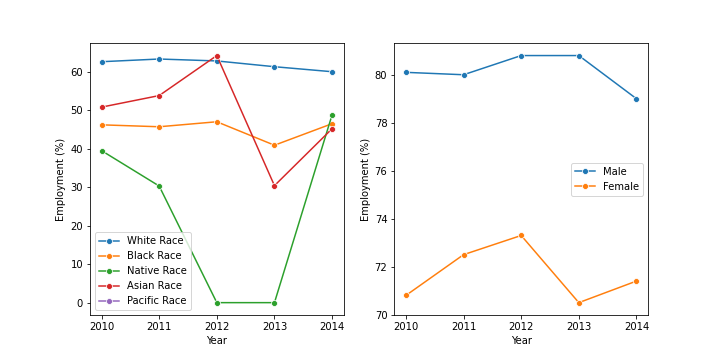 60
50
40
30
20
10
0
Employment (%)
White Race
Black Race
Native Race
Asian Race
Pacific Race
2010 2011 2012 2013 2014
Year
80
78
76
74
72
70
Employment (%)
Male
Female
2010 2011 2012 2013 2014
Year